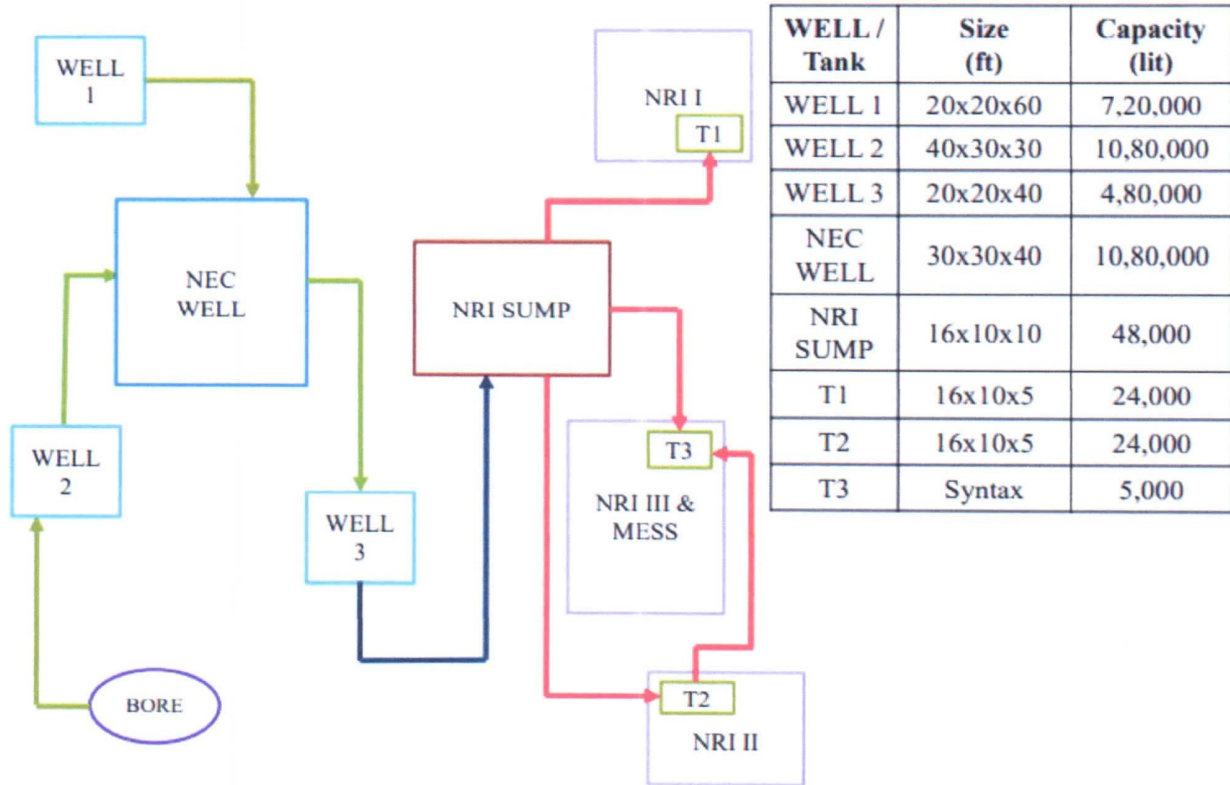 WELL
1
NEC
WELL
WELL
2
BORE
WELL
3
NRI SUMP
NRI I
T1
T3
NRI III &
MESS
T2
NRI II
WELL / Size Capacity
Tank (ft) (lit)
WELL 1 20x20x60 7,20,000
WELL 2 40x30x30 10,80,000
WELL 3 20x20x40 4,80,000
NEC
WELL 30x30x40 10,80,000
NRI
SUMP 16x10x10 48,000
T1 16x10x5 24,000
T2 16x10x5 24,000
T3 Syntax 5,000